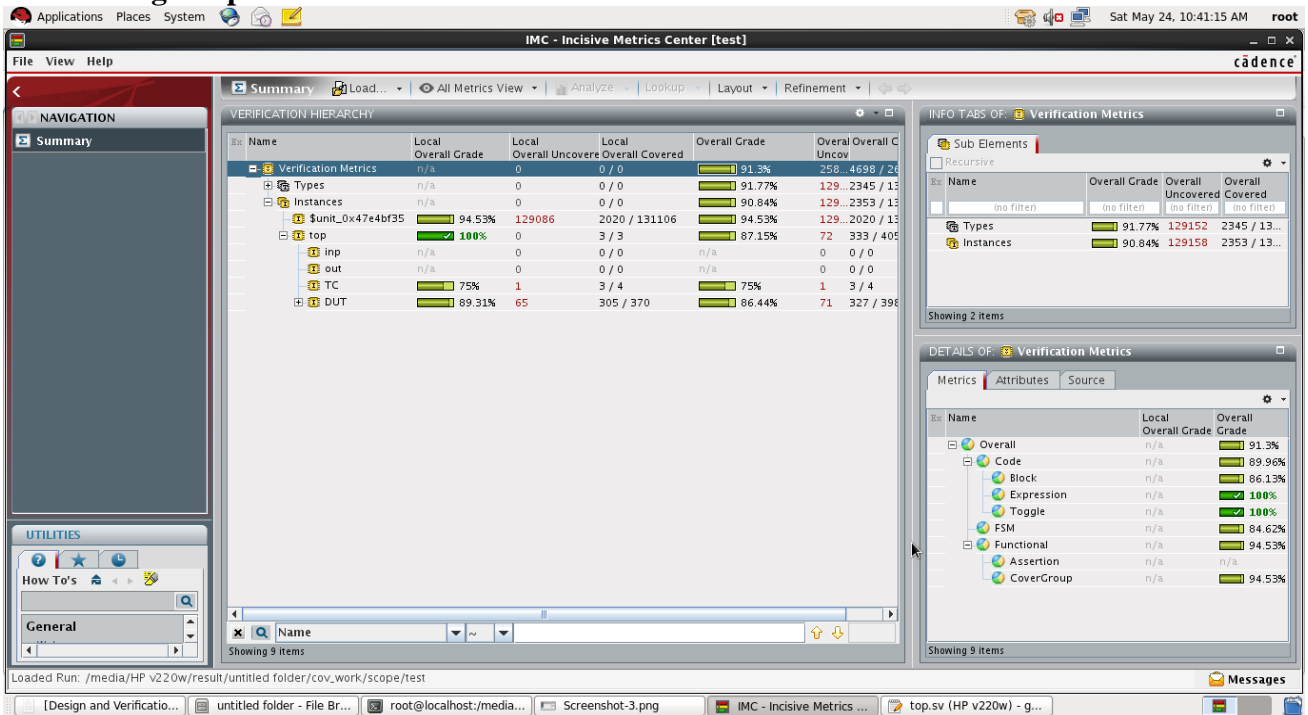 Applications Places System Sat May 24, 10:41:15 AM root
IMC - Incisive Metrics Center [test]
File View Help cādence
Summary Load... All Metrics View Analyze Lookup Layout Refinement
NAVIGATION
Summary
VERIFICATION HIERARCHY
Ex Name Local Overall Grade Local Overall Uncovere Local Overall Covered Overall Grade Overal Uncov Overall C
Verification Metrics n/a 0 0 / 0 91.3% 258...4698 / 26
Types n/a 0 0 / 0 91.77% 129...2345 / 13
Instances n/a 0 0 / 0 90.84% 129...2353 / 13
$unit_0x47e4bf35 94.53% 129086 2020 / 131106 94.53% 129...2020 / 13
top 100% 0 3 / 3 87.15% 72 333 / 405
inp n/a 0 0 / 0 n/a 0 0 / 0
out n/a 0 0 / 0 n/a 0 0 / 0
TC 75% 1 3 / 4 75% 1 3 / 4
DUT 89.31% 65 305 / 370 86.44% 71 327 / 398
Name ~
Showing 9 items
INFO TABS OF: Verification Metrics
Sub Elements
Recursive
Ex Name Overall Grade Overall Uncovered Overall Covered
(no filter) (no filter) (no filter) (no filter)
Types 91.77% 129152 2345 / 13...
Instances 90.84% 129158 2353 / 13...
Showing 2 items
DETAILS OF: Verification Metrics
Metrics Attributes Source
Ex Name Local Overall Grade Overall Grade
Overall n/a 91.3%
Code n/a 89.96%
Block n/a 86.13%
Expression n/a 100%
Toggle n/a 100%
FSM n/a 84.62%
Functional n/a 94.53%
Assertion n/a n/a
CoverGroup n/a 94.53%
Showing 9 items
UTILITIES
How To's
General
Loaded Run: /media/HP v220w/result/untitled folder/cov_work/scope/test Messages
[Design and Verificatio... untitled folder - File Br... root@localhost:/media... Screenshot-3.png IMC - Incisive Metrics ... top.sv (HP v220w) - g...